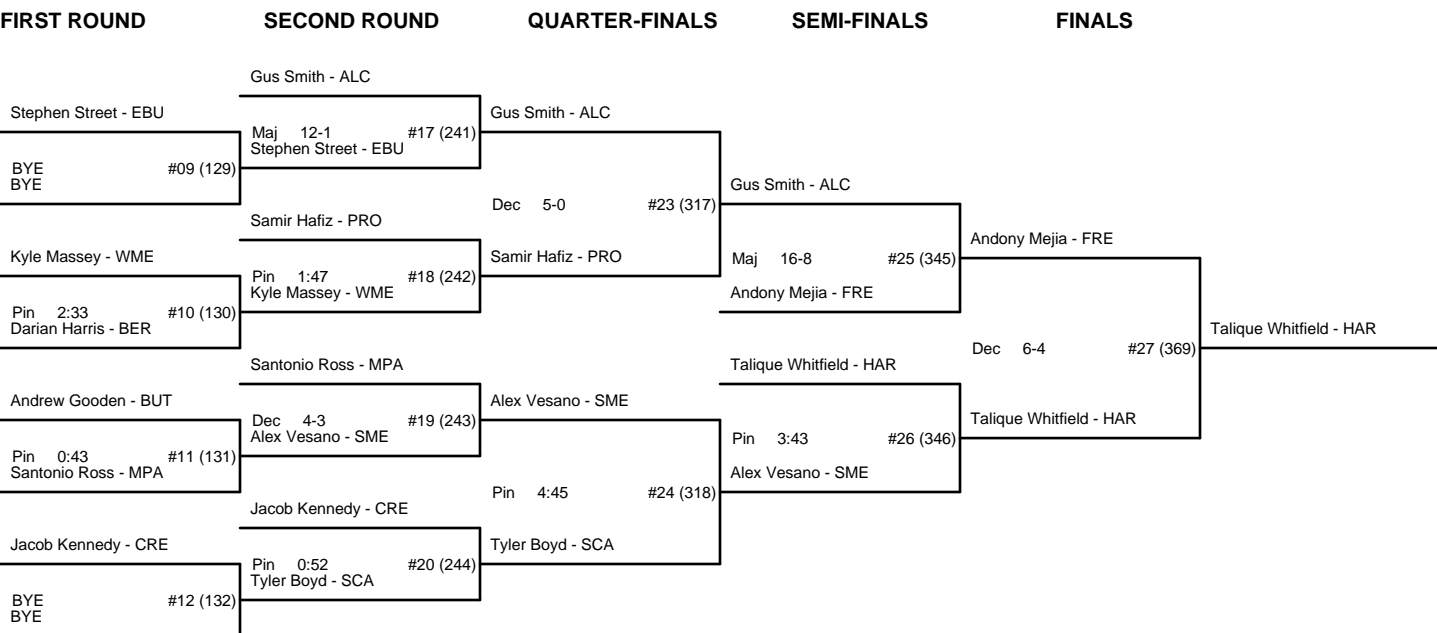 FIRST ROUND SECOND ROUND QUARTER-FINALS SEMI-FINALS FINALS
Gus Smith - ALC
Stephen Street - EBU Gus Smith - ALC
Maj 12-1 #17 (241)
Stephen Street - EBU
BYE #09 (129)
BYE
Gus Smith - ALC
Dec 5-0 #23 (317)
Samir Hafiz - PRO
Andony Mejia - FRE
Kyle Massey - WME Samir Hafiz - PRO Maj 16-8 #25 (345)
Pin 1:47 #18 (242)
Kyle Massey - WME Andony Mejia - FRE
Pin 2:33 #10 (130)
Darian Harris - BER
Talique Whitfield - HAR
Dec 6-4 #27 (369)
Santonio Ross - MPA Talique Whitfield - HAR
Andrew Gooden - BUT Alex Vesano - SME
Dec 4-3 #19 (243) Talique Whitfield - HAR
Alex Vesano - SME Pin 3:43 #26 (346)
Pin 0:43 #11 (131)
Santonio Ross - MPA Alex Vesano - SME
Pin 4:45 #24 (318)
Jacob Kennedy - CRE
Jacob Kennedy - CRE Tyler Boyd - SCA
Pin 0:52 #20 (244)
Tyler Boyd - SCA
BYE #12 (132)
BYE